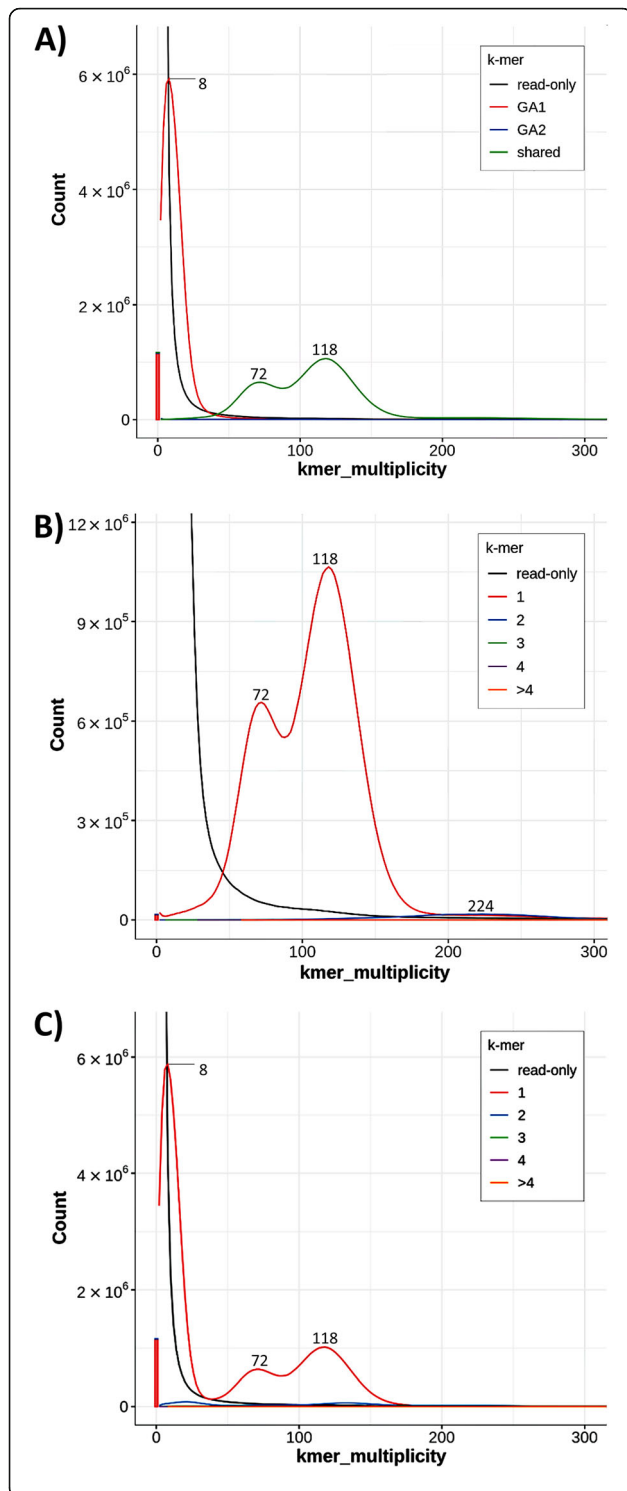 A)
6 × 10⁶
4 × 10⁶
2 × 10⁶
0
Count
8
72
118
k-mer
read-only
GA1
GA2
shared
0
100
200
300
kmer_multiplicity
B)
12 × 10⁶
9 × 10⁵
6 × 10⁵
3 × 10⁵
0
Count
72
118
224
k-mer
read-only
1
2
3
4
>4
0
100
200
300
kmer_multiplicity
C)
6 × 10⁶
4 × 10⁶
2 × 10⁶
0
Count
8
72
118
k-mer
read-only
1
2
3
4
>4
0
100
200
300
kmer_multiplicity